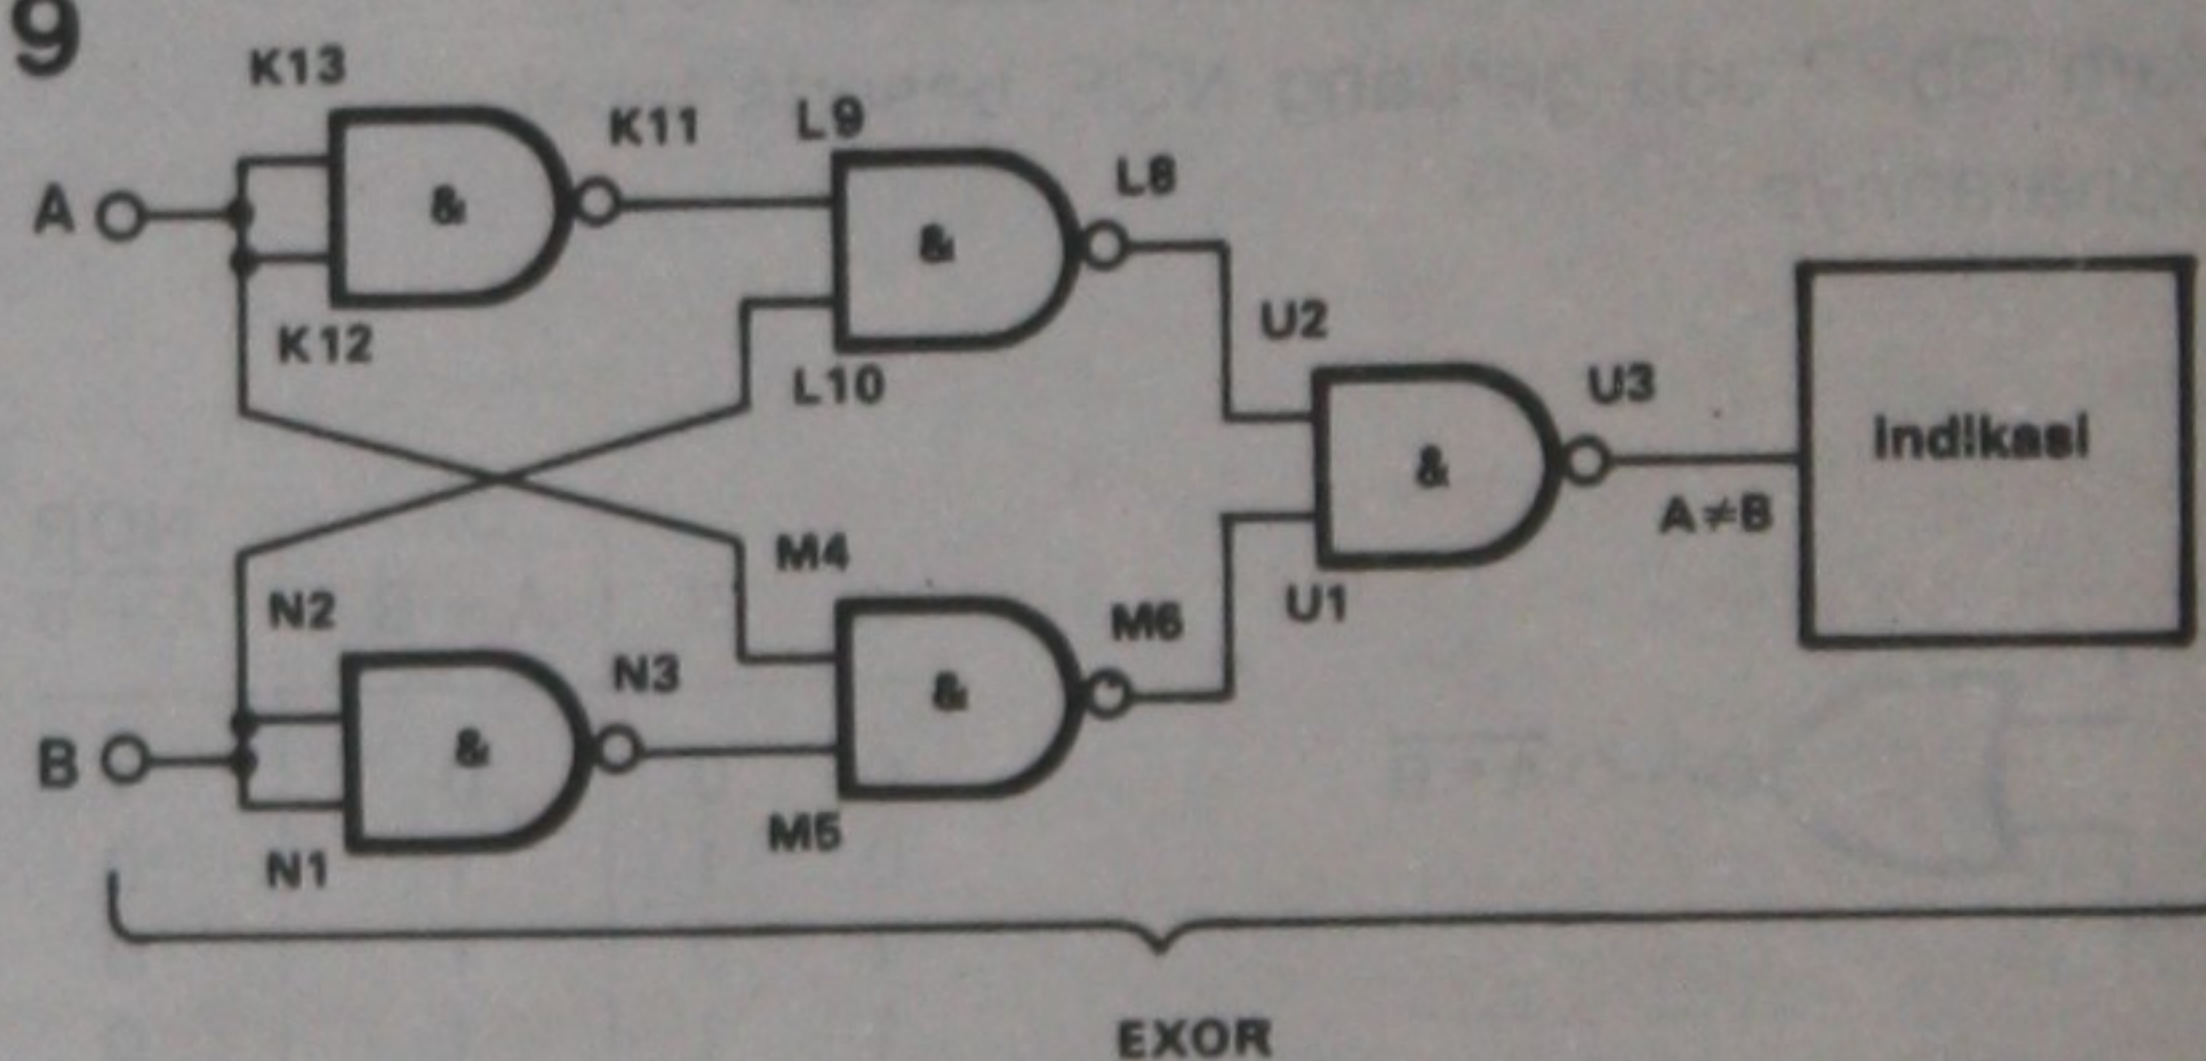 9
K13
K11
L9
L8
A
&
&
K12
L10
U2
U3
&
Indikasi
A≠B
M4
N2
N3
M6
U1
B
&
&
M5
N1
EXOR